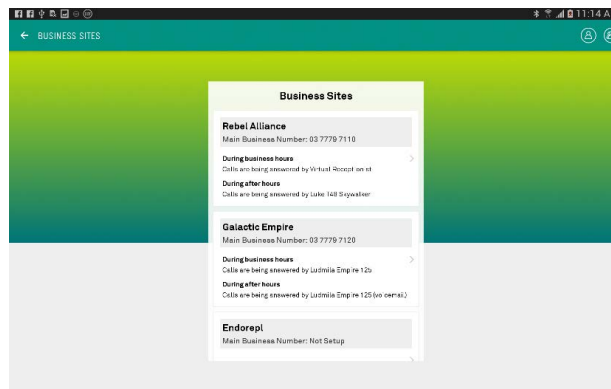 11:14 A
BUSINESS SITES
Business Sites
Rebel Alliance
Main Business Number: 03 7779 7110
During business hours
Calls are being answered by Virtual Receptionist
During after hours
Calls are being answered by Luke 148 Skywalker
Galactic Empire
Main Business Number: 03 7779 7120
During business hours
Calls are being answered by Ludmila Empire 125
During after hours
Calls are being answered by Ludmila Empire 125 (voicemail)
Endorepl
Main Business Number: Not Setup